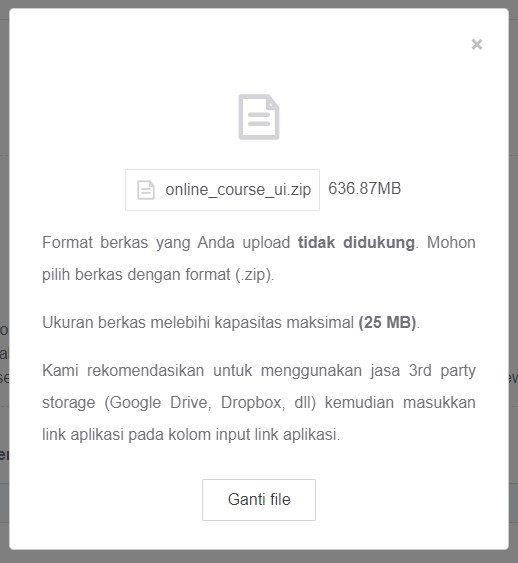 ×
online_course_ui.zip 636.87MB
Format berkas yang Anda upload tidak didukung. Mohon
pilih berkas dengan format (.zip).
Ukuran berkas melebihi kapasitas maksimal (25 MB).
Kami rekomendasikan untuk menggunakan jasa 3rd party
storage (Google Drive, Dropbox, dll) kemudian masukkan
link aplikasi pada kolom input link aplikasi.
Ganti file